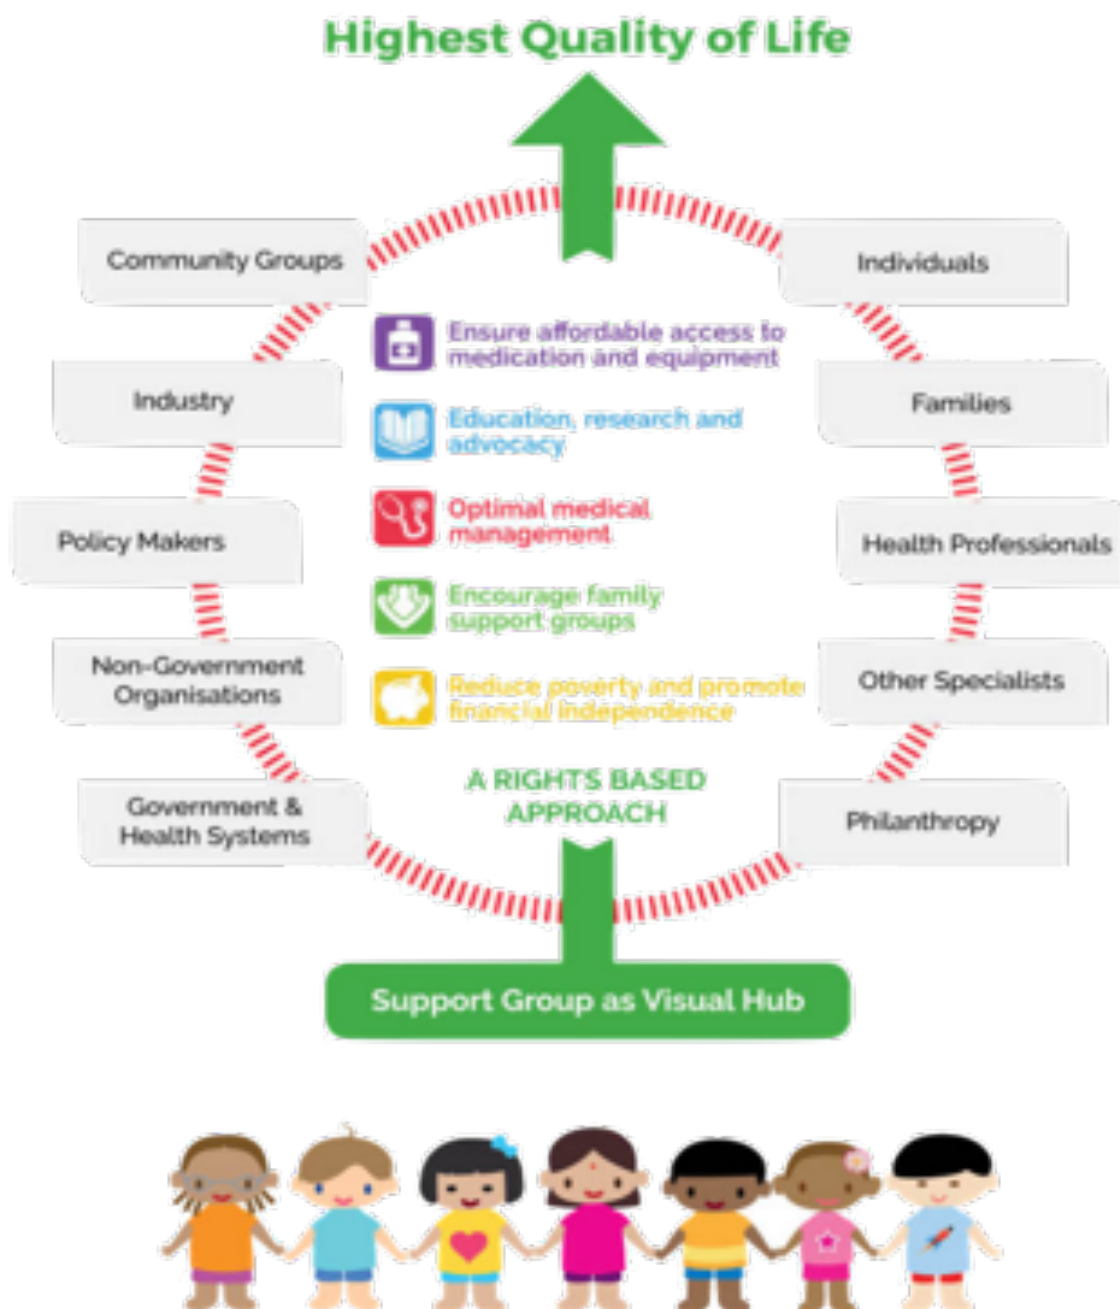 Highest Quality of Life
Community Groups
Individuals
Ensure affordable access to
medication and equipment
Industry
Families
Education, research and
advocacy
Optimal medical
management
Policy Makers
Health Professionals
Encourage family
support groups
Non-Government
Organisations
Other Specialists
Reduce poverty and promote
financial independence
A RIGHTS BASED
APPROACH
Government &
Health Systems
Philanthropy
Support Group as Visual Hub